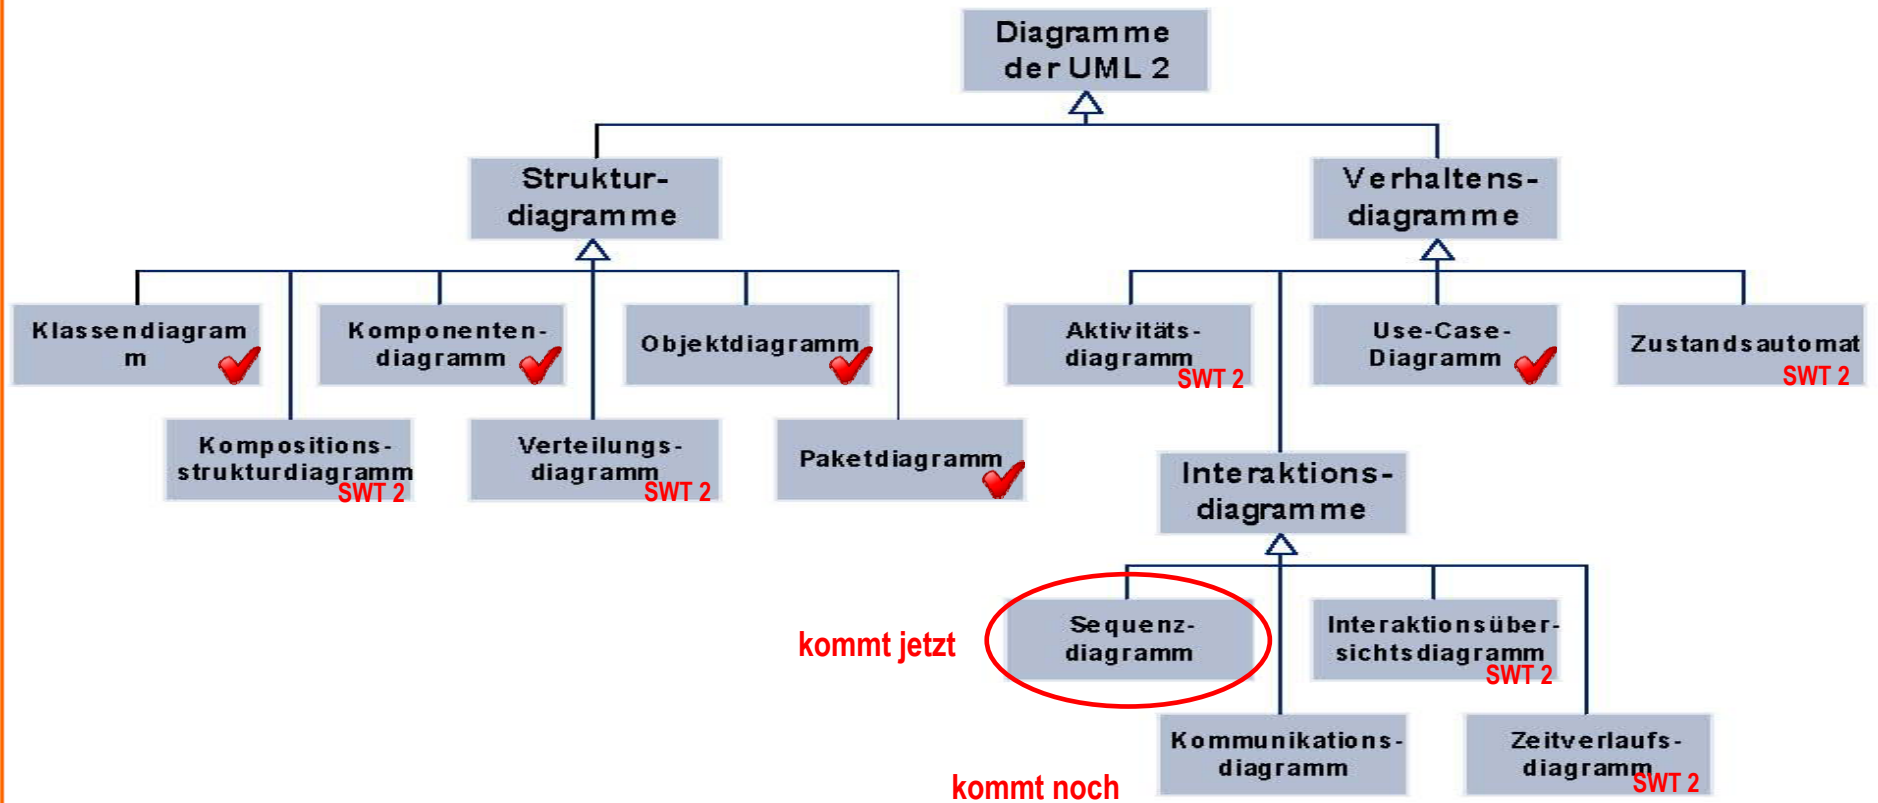 Diagramme
der UML 2
Struktur-
diagramme
Verhaltens-
diagramme
Klassendiagram
m
Komponenten-
diagramm
Objektdiagramm
Aktivitäts-
diagramm
SWT 2
Use-Case-
Diagramm
Zustandsautomat
SWT 2
Kompositions-
strukturdiagramm
SWT 2
Verteilungs-
diagramm
SWT 2
Paketdiagramm
Interaktions-
diagramme
kommt jetzt
Sequenz-
diagramm
Interaktionsüber-
sichtsdiagramm
SWT 2
kommt noch
Kommunikations-
diagramm
Zeitverlaufs-
diagramm
SWT 2